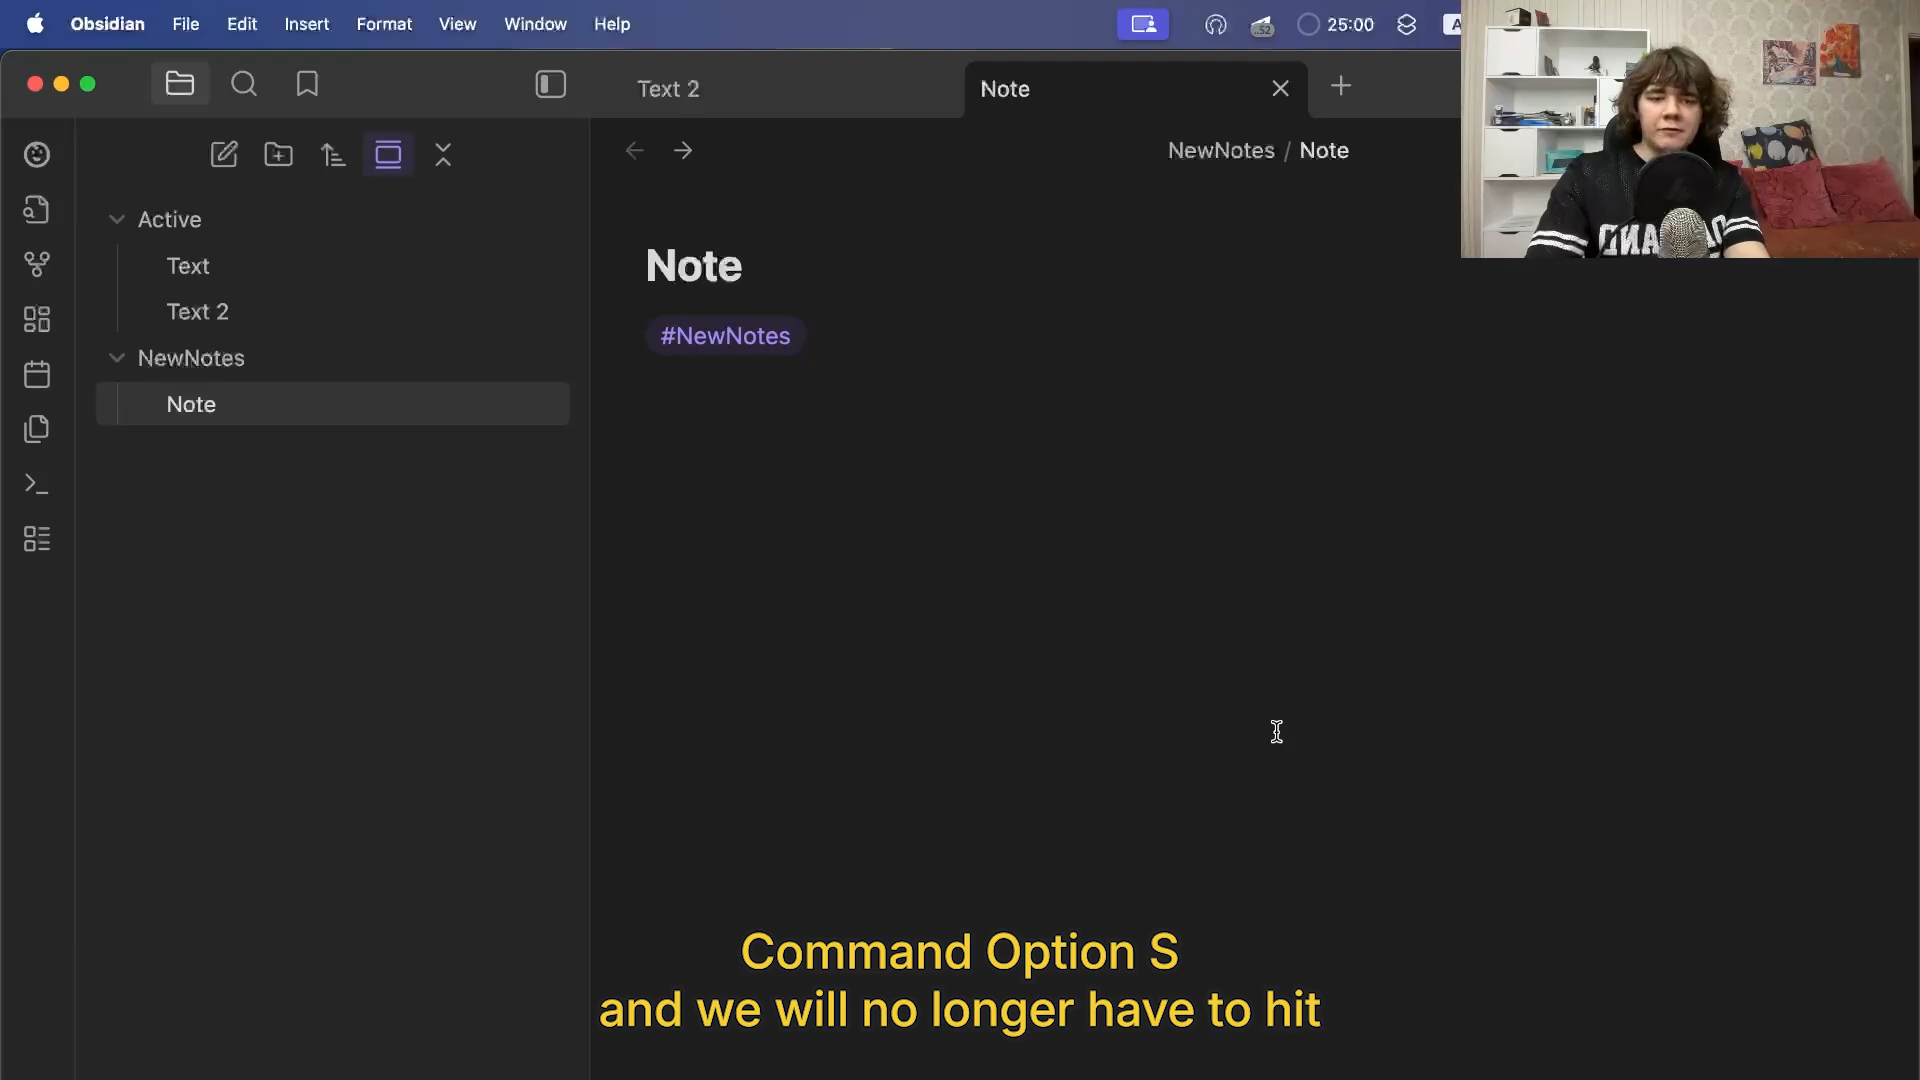 Obsidian File Edit Insert Format View Window Help
.52 25:00 A
Text 2
Note
NewNotes / Note
Active
Text
Text 2
NewNotes
Note
Note
#NewNotes
Command Option S
and we will no longer have to hit